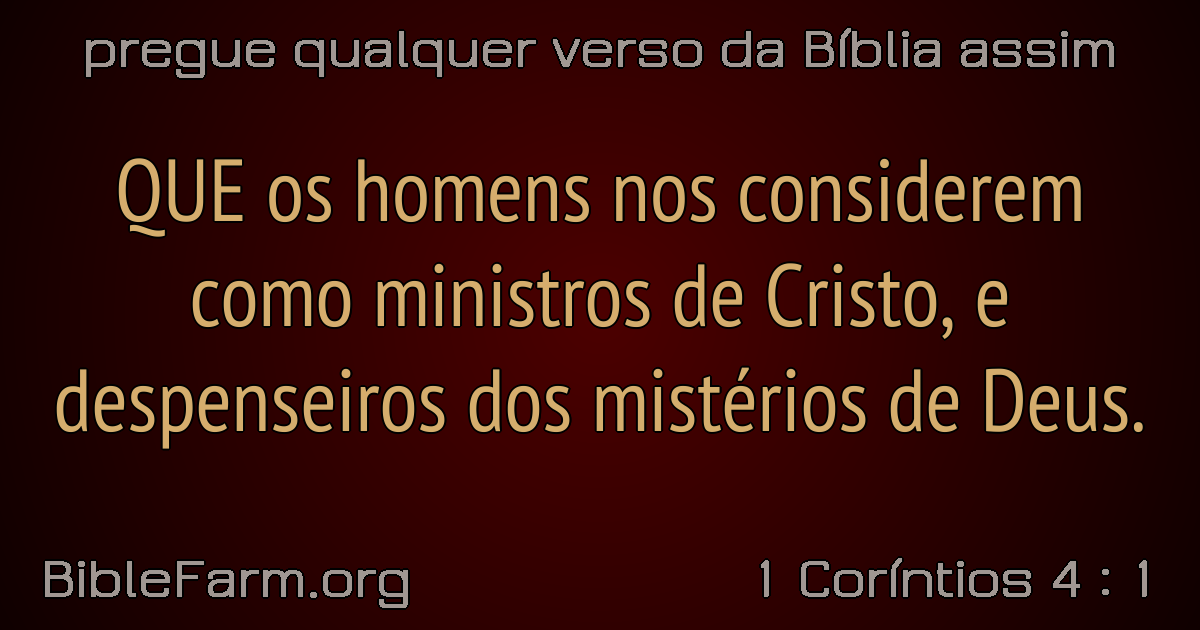 pregue qualquer verso da Bíblia assim
QUE os homens nos considerem
como ministros de Cristo, e
despenseiros dos mistérios de Deus.
BibleFarm.org
1 Coríntios 4 : 1